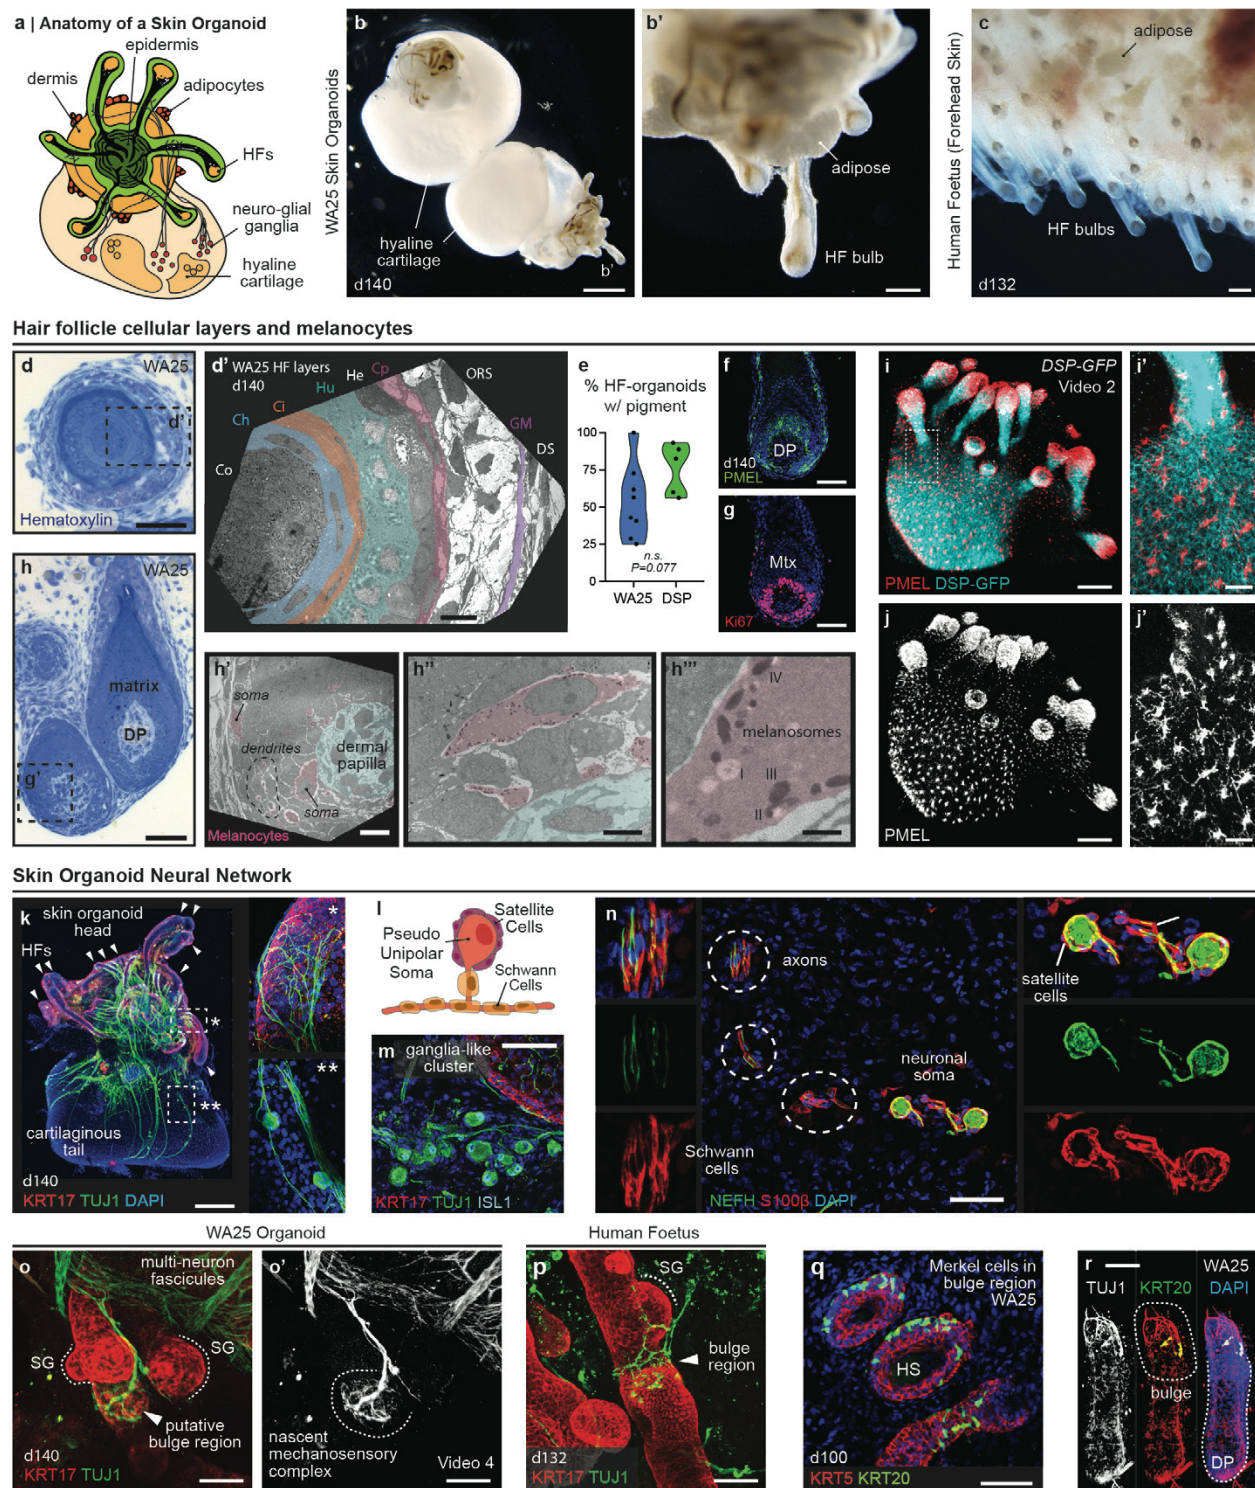 a | Anatomy of a Skin Organoid
epidermis
dermis
adipocytes
HFs
neuro-glial
ganglia
hyaline
cartilage
WA25 Skin Organoids
b
hyaline
cartilage
b'
d140
b'
adipose
HF bulb
Human Foetus (Forehead Skin)
c
adipose
HF bulbs
d132
Hair follicle cellular layers and melanocytes
d
WA25
d'
Hematoxylin
d'
WA25 HF layers
d140
Co
Ch
Ci
Hu
He
Cp
ORS
GM
DS
e
% HF-organoids
w/ pigment
100
75
50
25
0
n.s.
P=0.077
WA25
DSP
f
DP
d140
PMEL
g
Mtx
Ki67
i
DSP-GFP
Video 2
PMEL DSP-GFP
i'
h
WA25
matrix
DP
g'
h'
soma
dendrites
dermal
papilla
soma
Melanocytes
h''
h'''
IV
melanosomes
I
III
II
j
PMEL
j'
Skin Organoid Neural Network
k
skin organoid
head
HFs
*
**
cartilaginous
tail
d140
KRT17 TUJ1 DAPI
*
**
l
Pseudo
Unipolar
Soma
Satellite
Cells
Schwann
Cells
m
ganglia-like
cluster
KRT17 TUJ1 ISL1
n
axons
neuronal
soma
Schwann
cells
NEFH S100ß DAPI
satellite
cells
WA25 Organoid
Human Foetus
o
multi-neuron
fascicules
SG
SG
putative
bulge region
d140
KRT17 TUJ1
o'
nascent
mechanosensory
complex
Video 4
p
SG
bulge
region
d132
KRT17 TUJ1
q
Merkel cells in
bulge region
WA25
HS
d100
KRT5 KRT20
r
WA25
TUJ1
KRT20
DAPI
bulge
DP